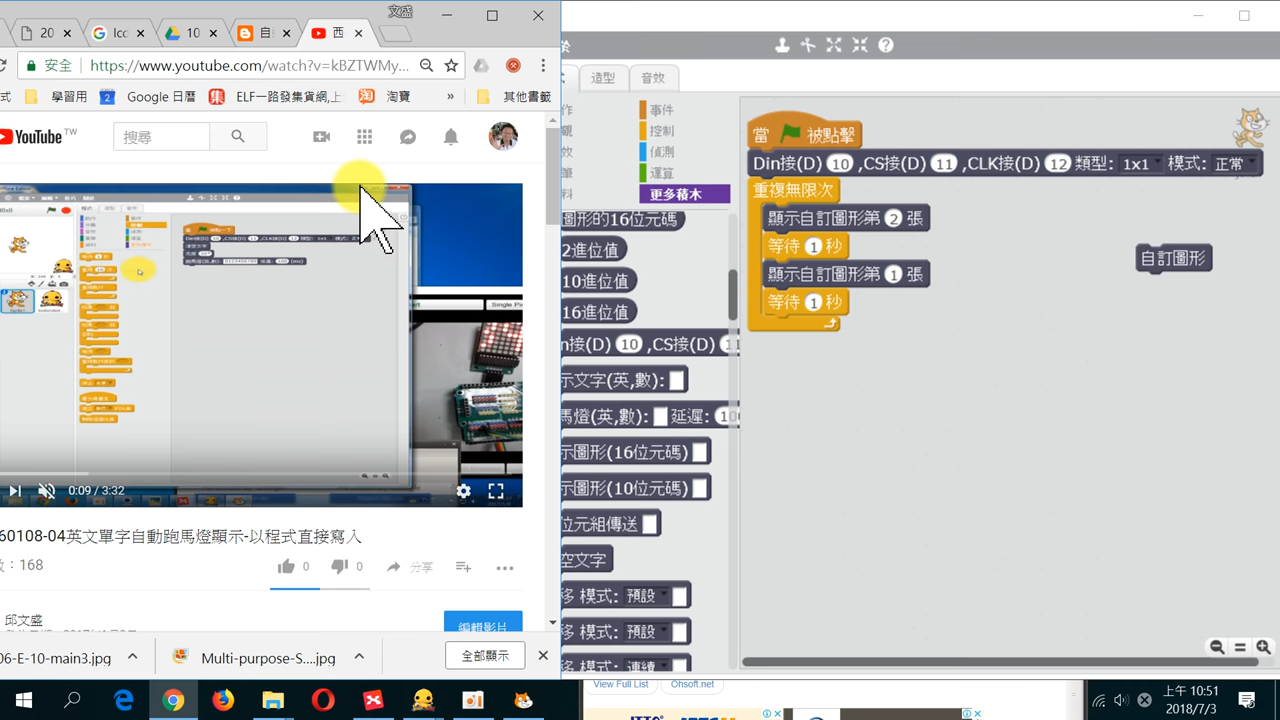 文盛
20
Icc
10
自
西
安全
https://www.youtube.com/watch?v=kBZTWMy...
式
學習用
2
Google 日曆
集
ELF一路發集貨網,上
淘
淘寶
»
其他書籤
YouTube TW
搜尋
0:09 / 3:32
60108-04英文單字自動跑馬燈顯示-以程式直接寫入
：168
0
0
分享
邱文盛
編輯影片
06-E-10-main3.jpg
Multi-purpose-S....jpg
全部顯示
造型
音效
事件
控制
偵測
運算
更多積木
圖形的16位元碼
2進位值
10進位值
16進位值
n接(D) 10 ,CS接(D) 11
示文字(英,數):
馬燈(英,數): 延遲: 10
示圖形(16位元碼)
示圖形(10位元碼)
位元組傳送
空文字
移 模式: 預設
移 模式: 預設
移 模式: 連續
當 被點擊
Din接(D) 10 ,CS接(D) 11 ,CLK接(D) 12 類型: 1x1 模式: 正常
重複無限次
顯示自訂圖形第 2 張
等待 1 秒
顯示自訂圖形第 1 張
等待 1 秒
自訂圖形
View Full List
Ohsoft.net
上午 10:51
2018/7/3